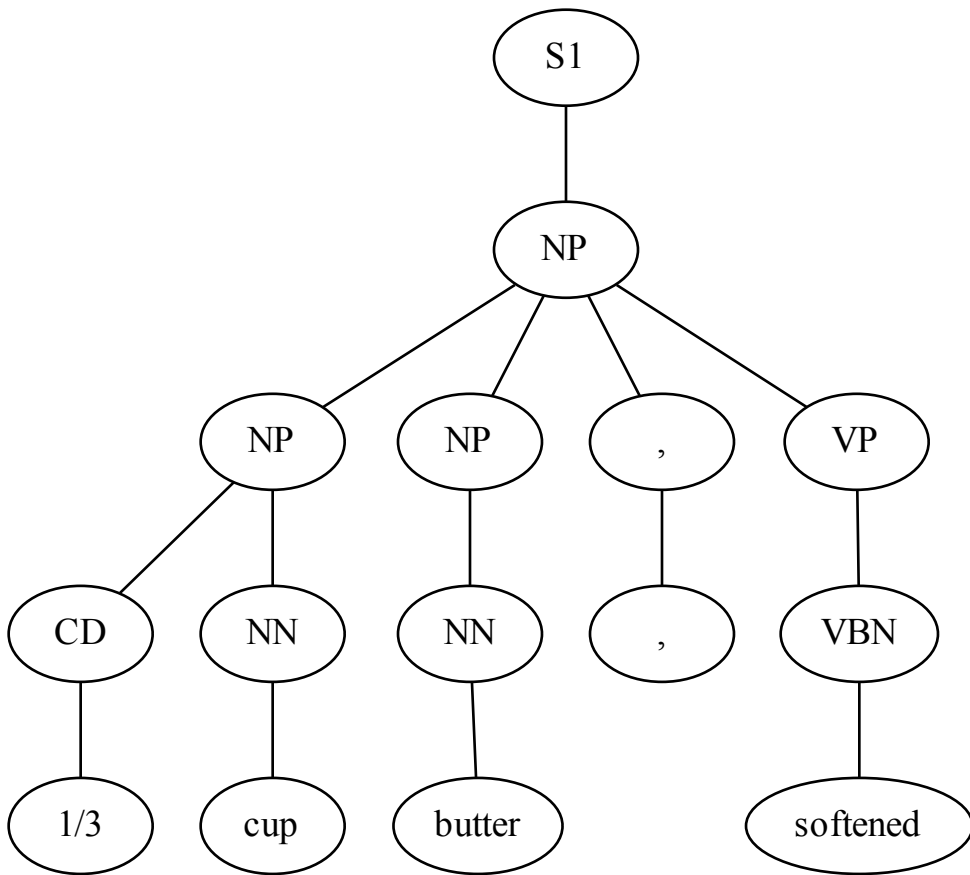 S1
NP
NP NP , VP
CD NN NN , VBN
1/3 cup butter softened